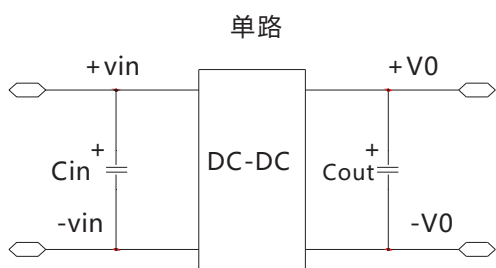 单路
+vin
+V0
+
Cin
DC-DC
+
Cout
-vin
-V0